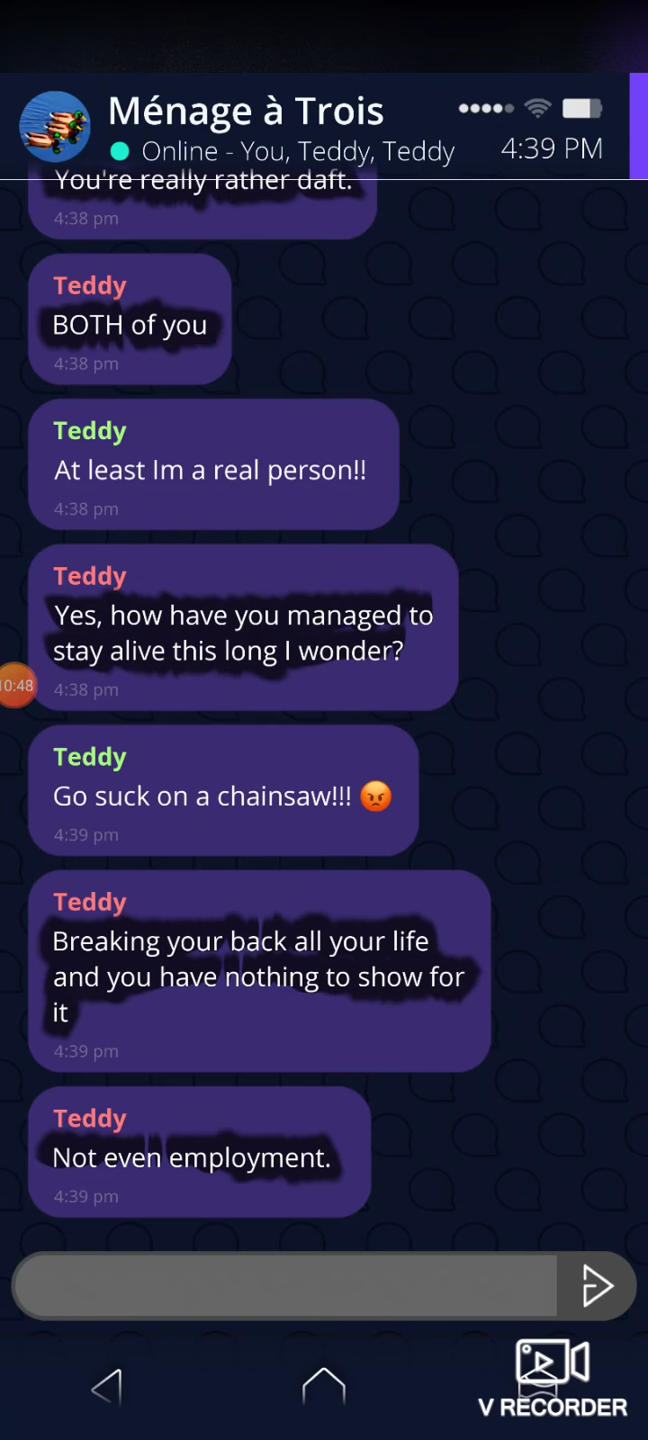 Ménage à Trois
Online - You, Teddy, Teddy
4:39 PM
You're really rather daft.
4:38 pm
Teddy
BOTH of you
4:38 pm
Teddy
At least Im a real person!!
4:38 pm
Teddy
Yes, how have you managed to
stay alive this long I wonder?
4:38 pm
10:48
Teddy
Go suck on a chainsaw!!! 😡
4:39 pm
Teddy
Breaking your back all your life
and you have nothing to show for
it
4:39 pm
Teddy
Not even employment.
4:39 pm
V RECORDER